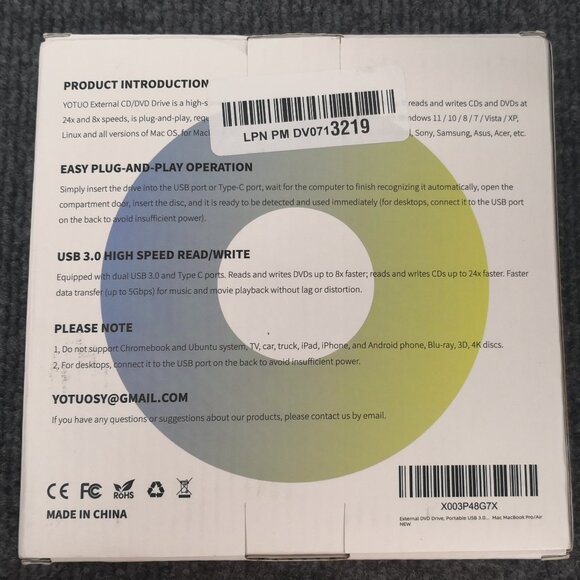 PRODUCT INTRODUCTION
YOTUO External CD/DVD Drive is a high-s reads and writes CDs and DVDs at
24x and 8x speeds, is plug-and-play, requ ndows 11 / 10 / 8 / 7 / Vista / XP,
Linux and all versions of Mac OS, for Macl , Sony, Samsung, Asus, Acer, etc.
LPN PM DV0713219
EASY PLUG-AND-PLAY OPERATION
Simply insert the drive into the USB port or Type-C port, wait for the computer to finish recognizing it automatically, open the
compartment door, insert the disc, and it is ready to be detected and used immediately (for desktops, connect it to the USB port
on the back to avoid insufficient power).
USB 3.0 HIGH SPEED READ/WRITE
Equipped with dual USB 3.0 and Type C ports. Reads and writes DVDs up to 8x faster; reads and writes CDs up to 24x faster. Faster
data transfer (up to 5Gbps) for music and movie playback without lag or distortion.
PLEASE NOTE
1, Do not support Chromebook and Ubuntu system, TV, car, truck, iPad, iPhone, and Android phone, Blu-ray, 3D, 4K discs.
2, For desktops, connect it to the USB port on the back to avoid insufficient power.
YOTUOSY@GMAIL.COM
If you have any questions or suggestions about our products, please contact us by email.
CE FC RoHS
MADE IN CHINA
X003P48G7X
External DVD Drive, Portable USB 3.0... Mac MacBook Pro/Air
NEW